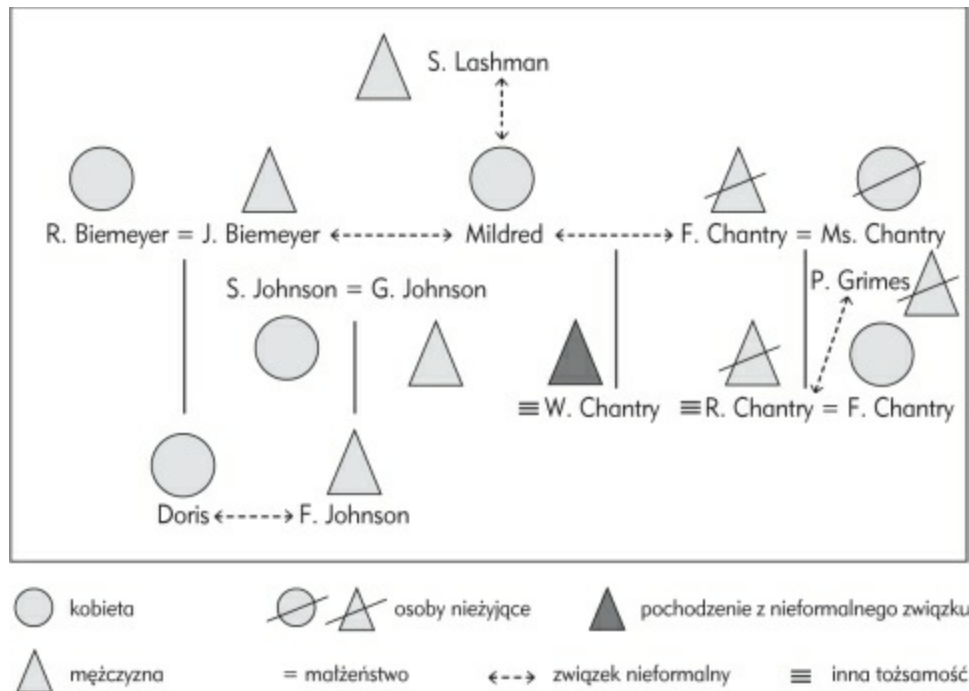 S. Lashman
R. Biemeyer = J. Biemeyer Mildred F. Chantry = Ms. Chantry
P. Grimes
S. Johnson = G. Johnson
≡ W. Chantry ≡ R. Chantry = F. Chantry
Doris F. Johnson
kobieta osoby nieżyjące pochodzenie z nieformalnego związku
mężczyzna = małżeństwo związek nieformalny ≡ inna tożsamość